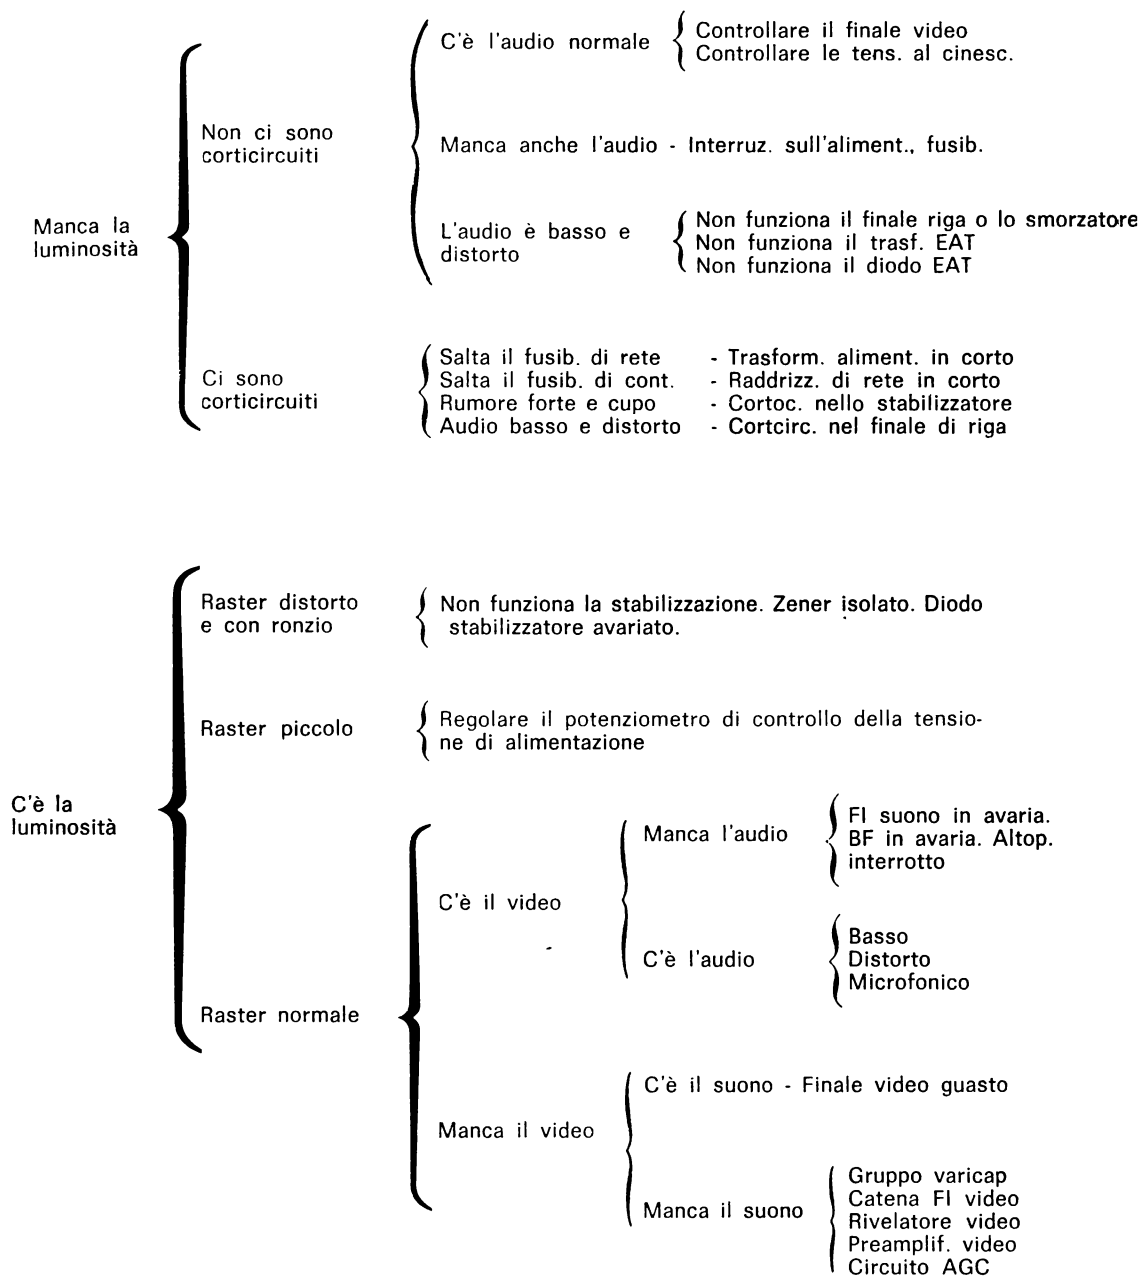 Manca la
luminosità
Non ci sono
corticircuiti
C'è l'audio normale
Controllare il finale video
Controllare le tens. al cinesc.
Manca anche l'audio - Interruz. sull'aliment., fusib.
L'audio è basso e
distorto
Non funziona il finale riga o lo smorzatore
Non funziona il trasf. EAT
Non funziona il diodo EAT
Ci sono
corticircuiti
Salta il fusib. di rete - Trasform. aliment. in corto
Salta il fusib. di cont. - Raddrizz. di rete in corto
Rumore forte e cupo - Cortoc. nello stabilizzatore
Audio basso e distorto - Cortcirc. nel finale di riga
C'è la
luminosità
Raster distorto
e con ronzio
Non funziona la stabilizzazione. Zener isolato. Diodo
stabilizzatore avariato.
Raster piccolo
Regolare il potenziometro di controllo della tensio-
ne di alimentazione
Raster normale
C'è il video
Manca l'audio
FI suono in avaria.
BF in avaria. Altop.
interrotto
C'è l'audio
Basso
Distorto
Microfonico
Manca il video
C'è il suono - Finale video guasto
Manca il suono
Gruppo varicap
Catena FI video
Rivelatore video
Preamplif. video
Circuito AGC